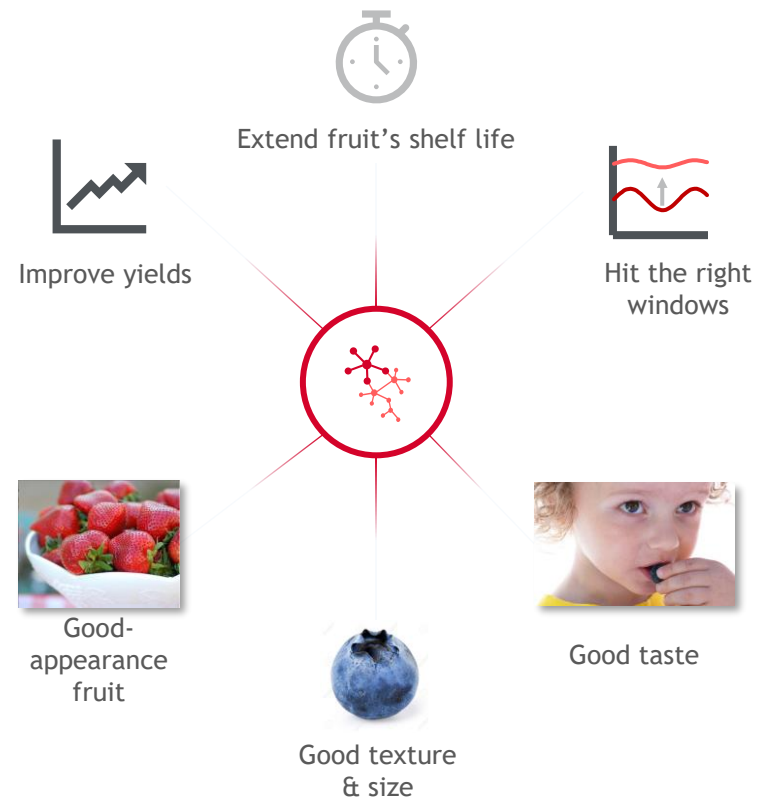 Extend fruit’s shelf life
Improve yields
Hit the right
windows
Good-
appearance
fruit
Good taste
Good texture
& size